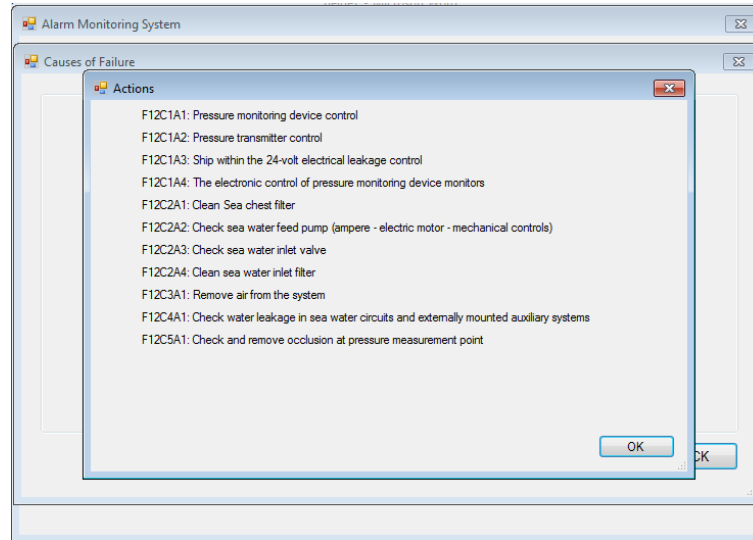 Alarm Monitoring System
Causes of Failure
Actions
F12C1A1: Pressure monitoring device control
F12C1A2: Pressure transmitter control
F12C1A3: Ship within the 24-volt electrical leakage control
F12C1A4: The electronic control of pressure monitoring device monitors
F12C2A1: Clean Sea chest filter
F12C2A2: Check sea water feed pump (ampere - electric motor - mechanical controls)
F12C2A3: Check sea water inlet valve
F12C2A4: Clean sea water inlet filter
F12C3A1: Remove air from the system
F12C4A1: Check water leakage in sea water circuits and externally mounted auxiliary systems
F12C5A1: Check and remove occlusion at pressure measurement point
OK